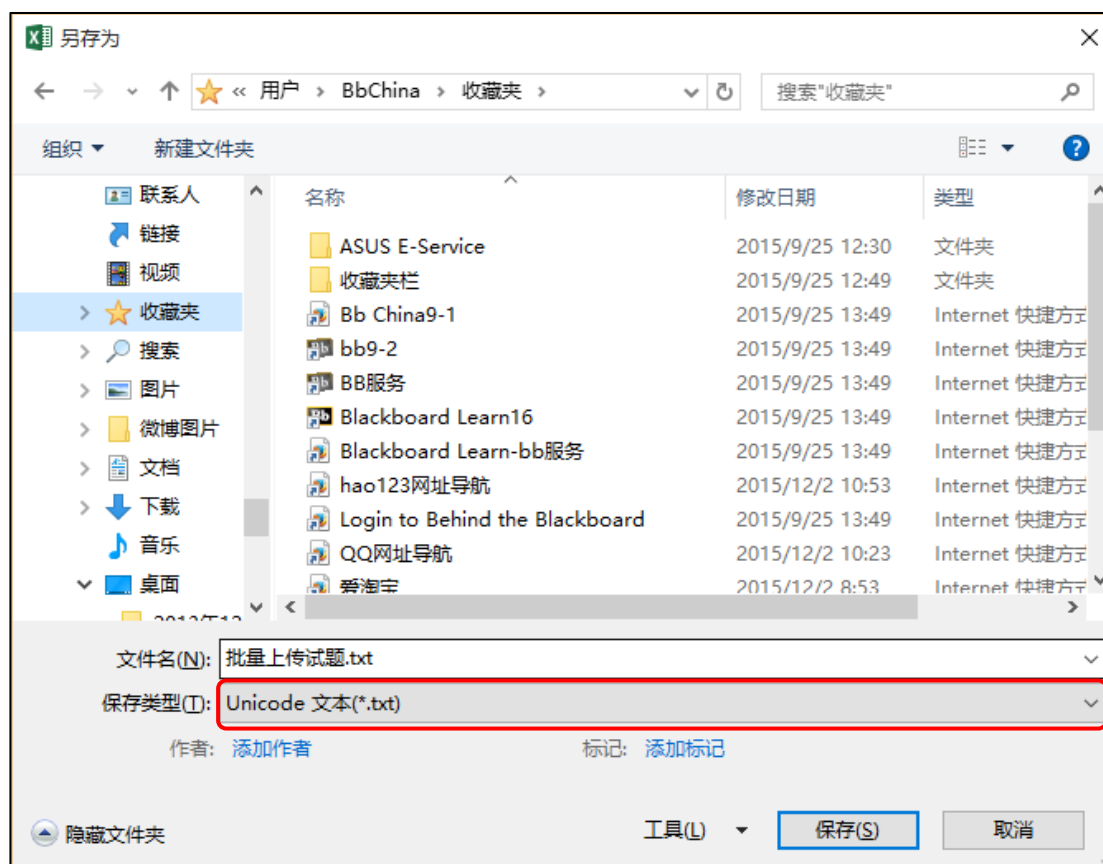 另存为
« 用户 › BbChina › 收藏夹 ›
搜索"收藏夹"
组织 新建文件夹
联系人
链接
视频
收藏夹
搜索
图片
微博图片
文档
下载
音乐
桌面
名称 修改日期 类型
ASUS E-Service 2015/9/25 12:30 文件夹
收藏夹栏 2015/9/25 12:49 文件夹
Bb China9-1 2015/9/25 13:49 Internet 快捷方式
bb9-2 2015/9/25 13:49 Internet 快捷方式
BB服务 2015/9/25 13:49 Internet 快捷方式
Blackboard Learn16 2015/9/25 13:49 Internet 快捷方式
Blackboard Learn-bb服务 2015/9/25 13:49 Internet 快捷方式
hao123网址导航 2015/12/2 10:53 Internet 快捷方式
Login to Behind the Blackboard 2015/9/25 13:49 Internet 快捷方式
QQ网址导航 2015/12/2 10:23 Internet 快捷方式
爱淘宝 2015/12/2 8:53 Internet 快捷方式
文件名(N): 批量上传试题.txt
保存类型(T): Unicode 文本(*.txt)
作者: 添加作者 标记: 添加标记
隐藏文件夹 工具(L) 保存(S) 取消